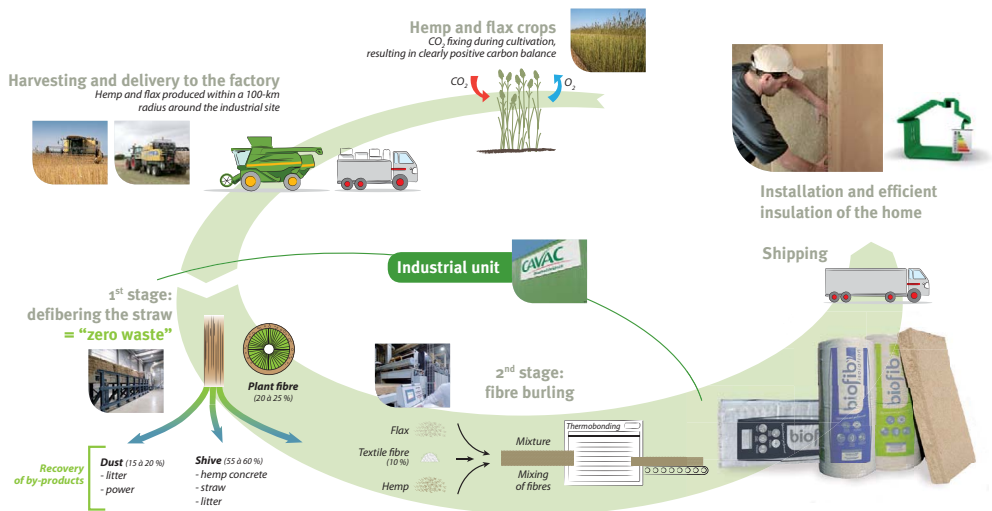 Hemp and flax crops
CO₂ fixing during cultivation,
resulting in clearly positive carbon balance
CO₂
O₂
Harvesting and delivery to the factory
Hemp and flax produced within a 100-km
radius around the industrial site
Installation and efficient
insulation of the home
Shipping
Industrial unit
CAVAC
1st stage:
defibering the straw
= “zero waste”
Plant fibre
(20 à 25 %)
Recovery
of by-products
Dust (15 à 20 %)
- litter
- power
Shive (55 à 60 %)
- hemp concrete
- straw
- litter
2nd stage:
fibre burling
Flax
Textile fibre
(10 %)
Hemp
Mixture
Mixing
of fibres
Thermobonding
biofib
biofib'
isolation
biofib'